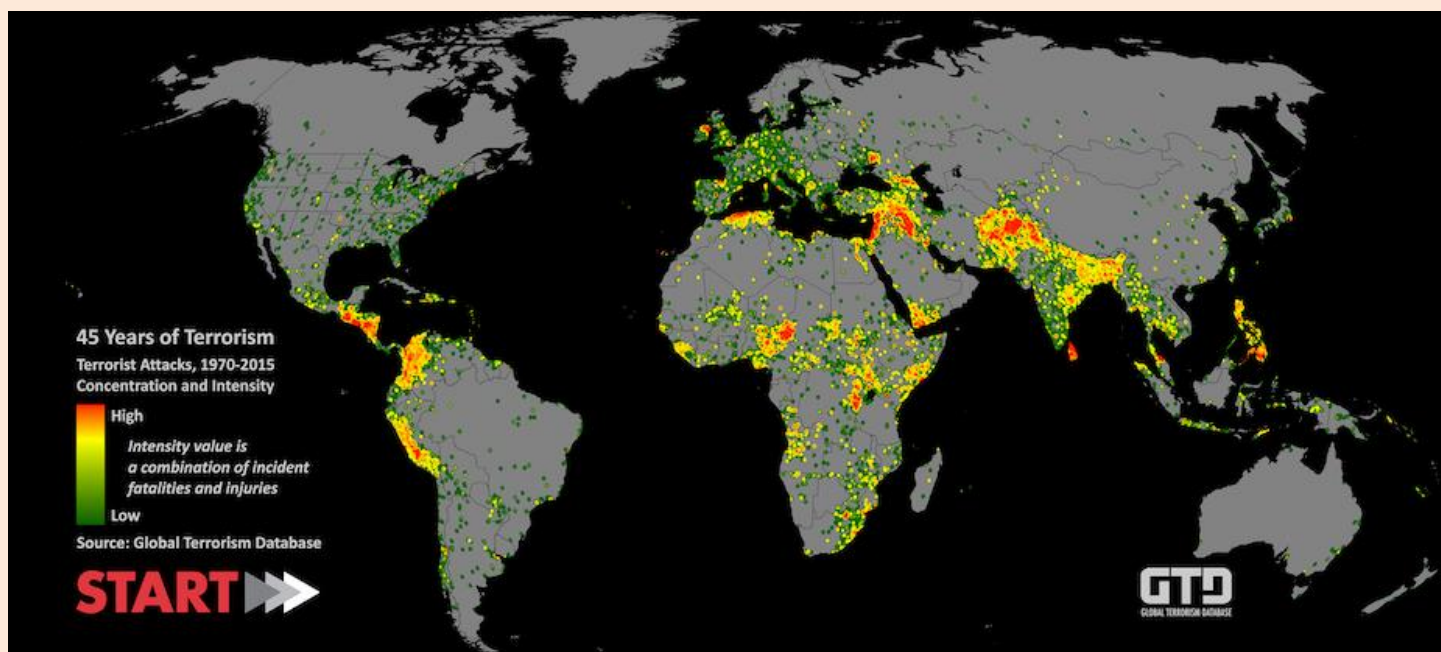 45 Years of Terrorism
Terrorist Attacks, 1970-2015
Concentration and Intensity
High
Intensity value is
a combination of incident
fatalities and injuries
Low
Source: Global Terrorism Database
START
GTD
GLOBAL TERRORISM DATABASE